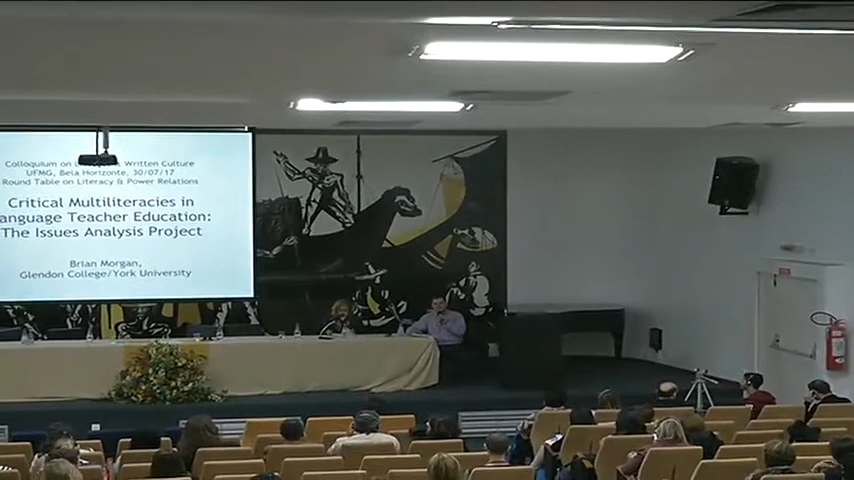 Colloquium on Written Culture
UFMG, Bela Horizonte, 30/07/17
Round Table on Literacy & Power Relations
Critical Multiliteracies in
anguage Teacher Education:
The Issues Analysis Project
Brian Morgan,
Glendon College/York University